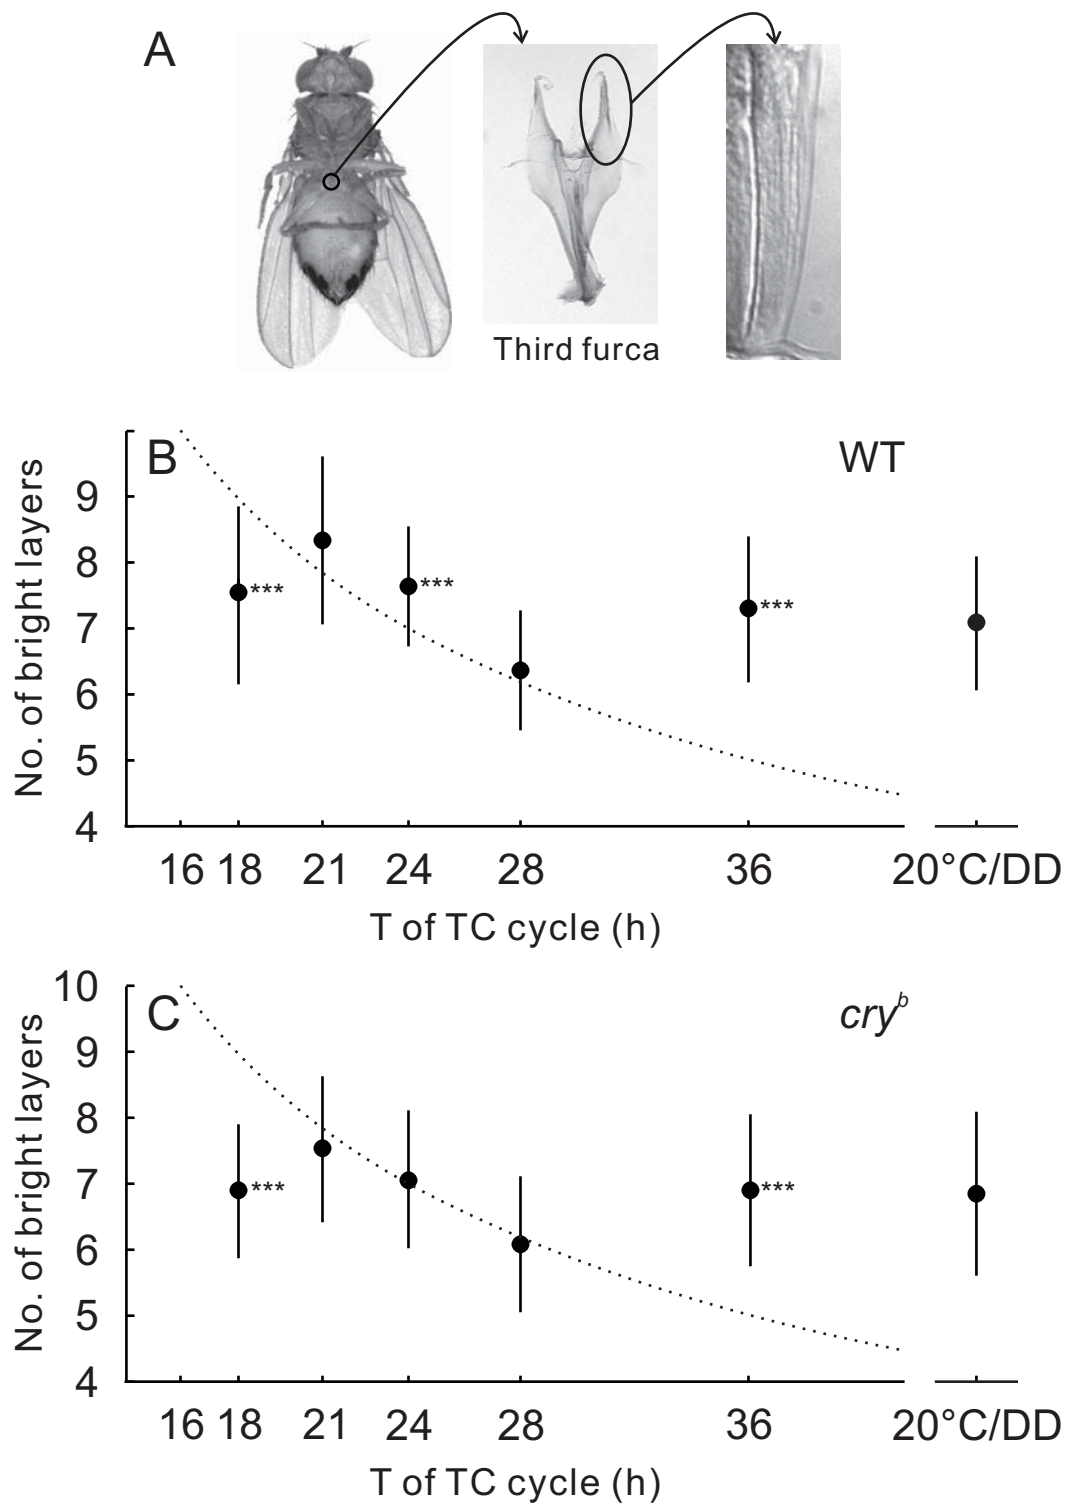 A
Third furca
B
WT
No. of bright layers
9
8
7
6
5
4
***
***
***
16 18 21 24 28 36 20°C/DD
T of TC cycle (h)
C
cryᵇ
No. of bright layers
10
9
8
7
6
5
4
***
***
16 18 21 24 28 36 20°C/DD
T of TC cycle (h)